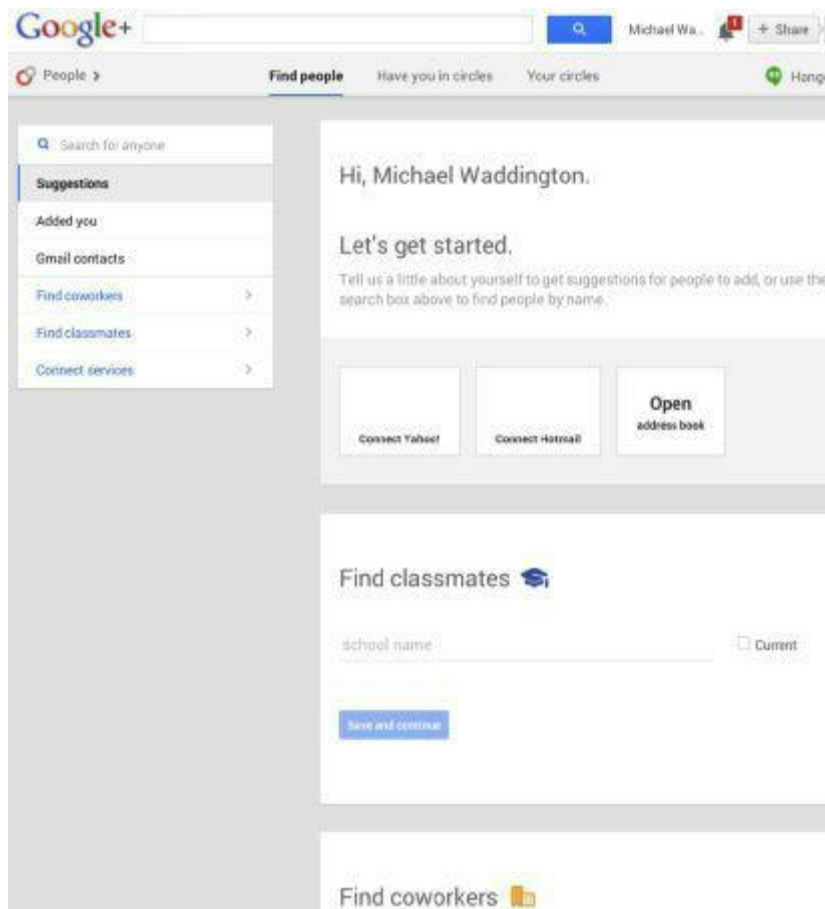 Google+
Michael Wa...
1
+ Share
People >
Find people
Have you in circles
Your circles
Hang
Search for anyone
Suggestions
Added you
Gmail contacts
Find coworkers
Find classmates
Connect services
Hi, Michael Waddington.
Let's get started.
Tell us a little about yourself to get suggestions for people to add, or use the
search box above to find people by name.
Connect Yahoo!
Connect Hotmail
Open
address book
Find classmates
school name
Current
Save and continue
Find coworkers